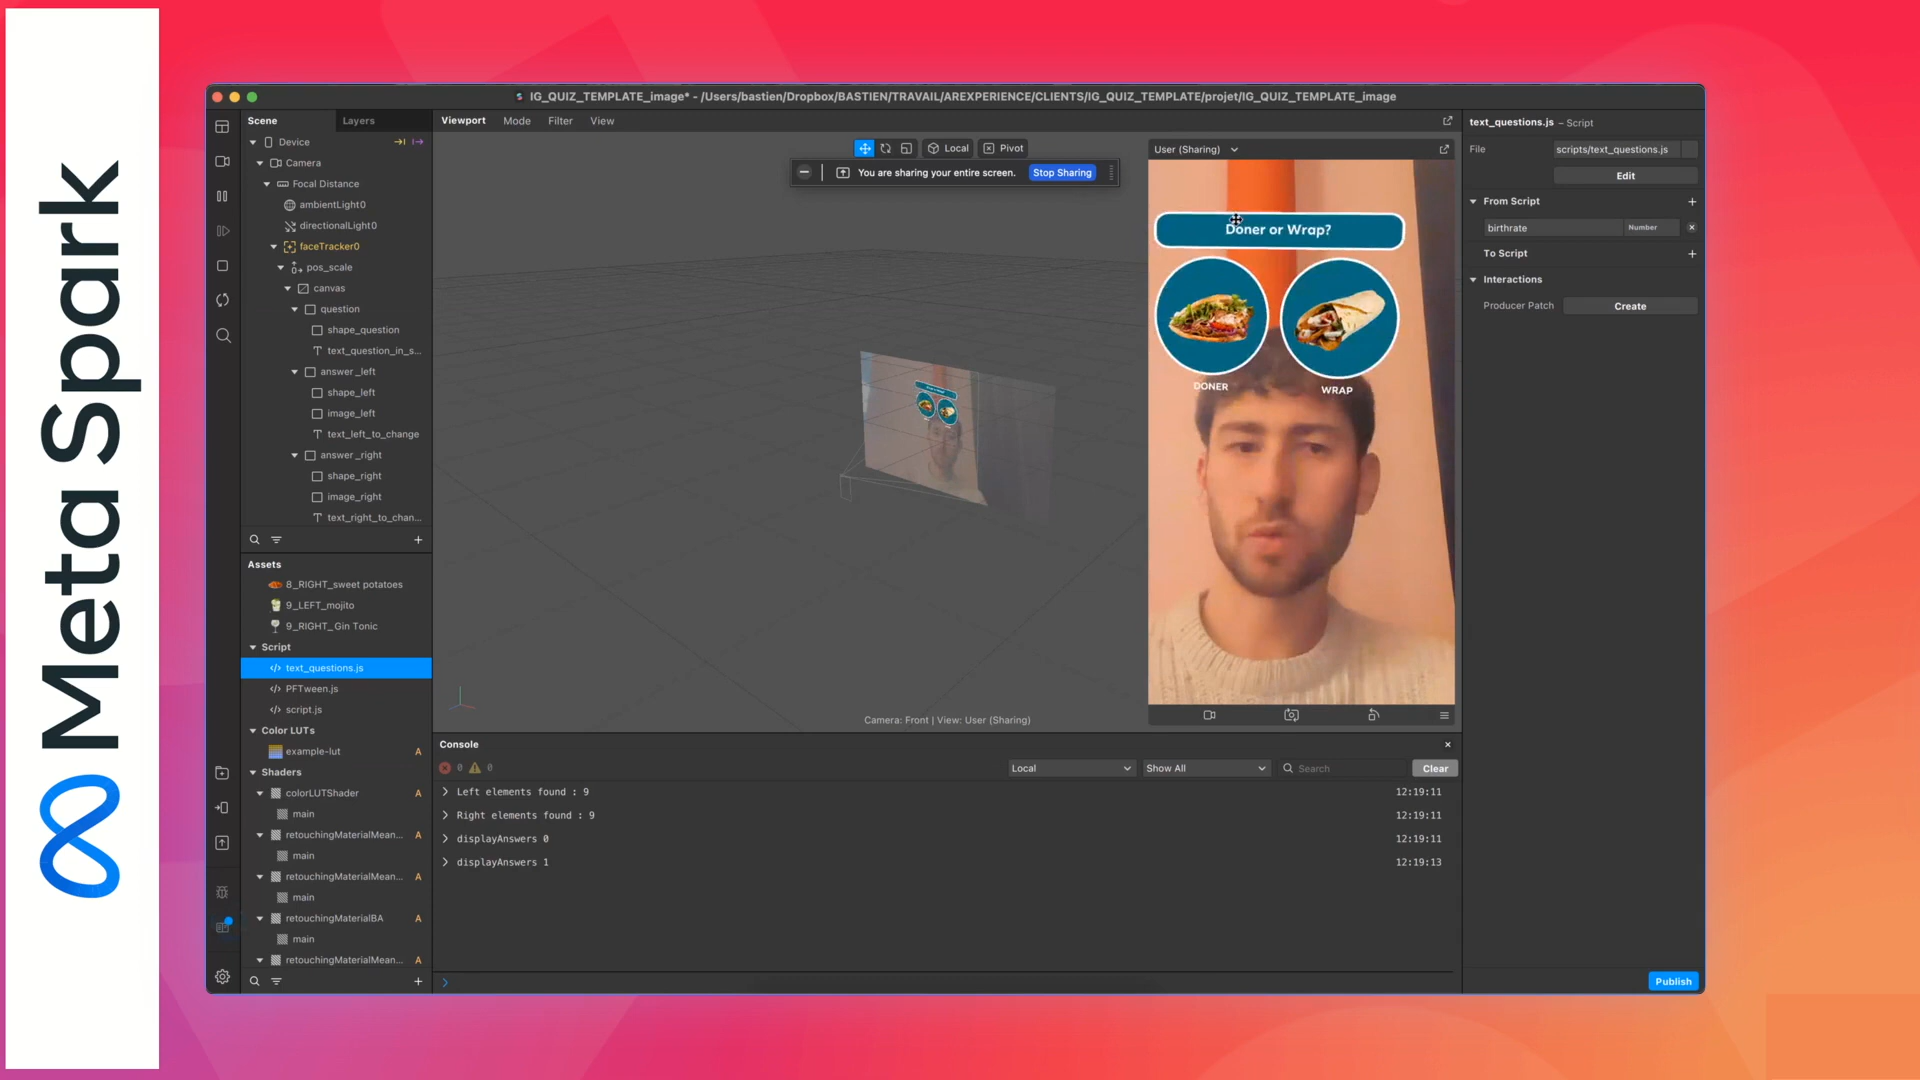 Meta Spark
IG_QUIZ_TEMPLATE_image* - /Users/bastien/Dropbox/BASTIEN/TRAVAIL/AREXPERIENCE/CLIENTS/IG_QUIZ_TEMPLATE/projet/IG_QUIZ_TEMPLATE_image
Scene
Layers
Device
Camera
Focal Distance
ambientLight0
directionalLight0
faceTracker0
pos_scale
canvas
question
shape_question
text_question_in_s...
answer_left
shape_left
image_left
text_left_to_change
answer_right
shape_right
image_right
text_right_to_chan...
Assets
8_RIGHT_sweet potatoes
9_LEFT_mojito
9_RIGHT_Gin Tonic
Script
text_questions.js
PFTween.js
script.js
Color LUTs
example-lut A
Shaders
colorLUTShader A
main
retouchingMaterialMean... A
main
retouchingMaterialMean... A
main
retouchingMaterialBA A
main
retouchingMaterialMean... A
Viewport Mode Filter View
Local Pivot
You are sharing your entire screen. Stop Sharing
User (Sharing)
Doner or Wrap?
DONER
WRAP
Camera: Front | View: User (Sharing)
Console
0 0
Local
Show All
Search
Clear
Left elements found : 9 12:19:11
Right elements found : 9 12:19:11
displayAnswers 0 12:19:11
displayAnswers 1 12:19:13
text_questions.js – Script
File scripts/text_questions.js
Edit
From Script
birthrate Number
To Script
Interactions
Producer Patch Create
Publish